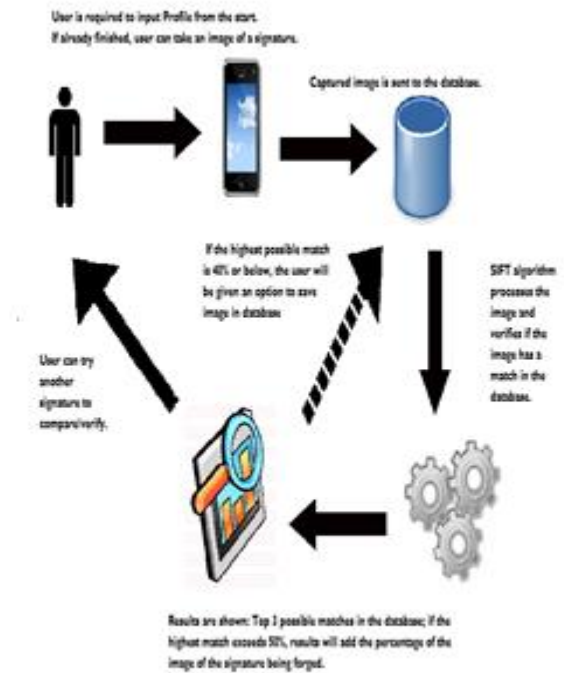 User is required to input Profile from the start.
If already finished, user can take an image of a signature.
Captured image is sent to the database.
If the highest possible match
is 40% or below, the user will
be given an option to save
image in database
SIFT algorithm
processes the
image and
verifies if the
image has a
match in the
database.
User can try
another
signature to
compare/verify.
Results are shown: Top 3 possible matches in the database; if the
highest match exceeds 50%, results will add the percentage of the
image of the signature being forged.